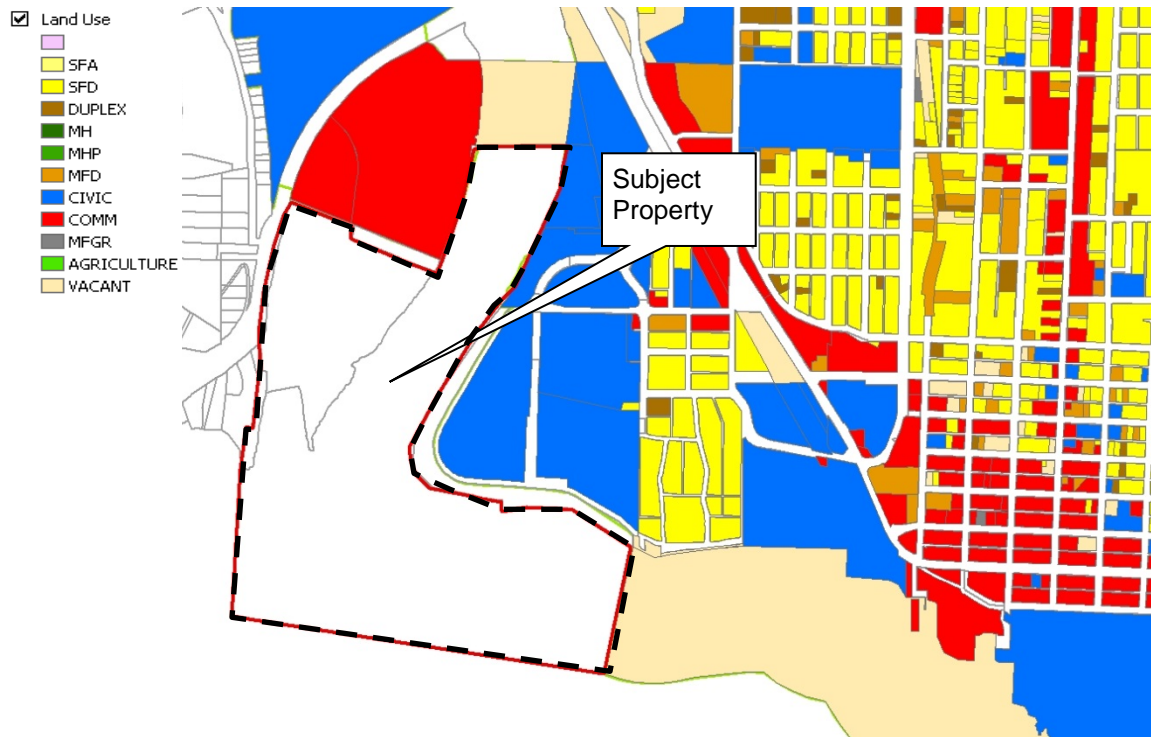 Land Use
SFA
SFD
DUPLEX
MH
MHP
MFD
CIVIC
COMM
MFGR
AGRICULTURE
VACANT
Subject
Property